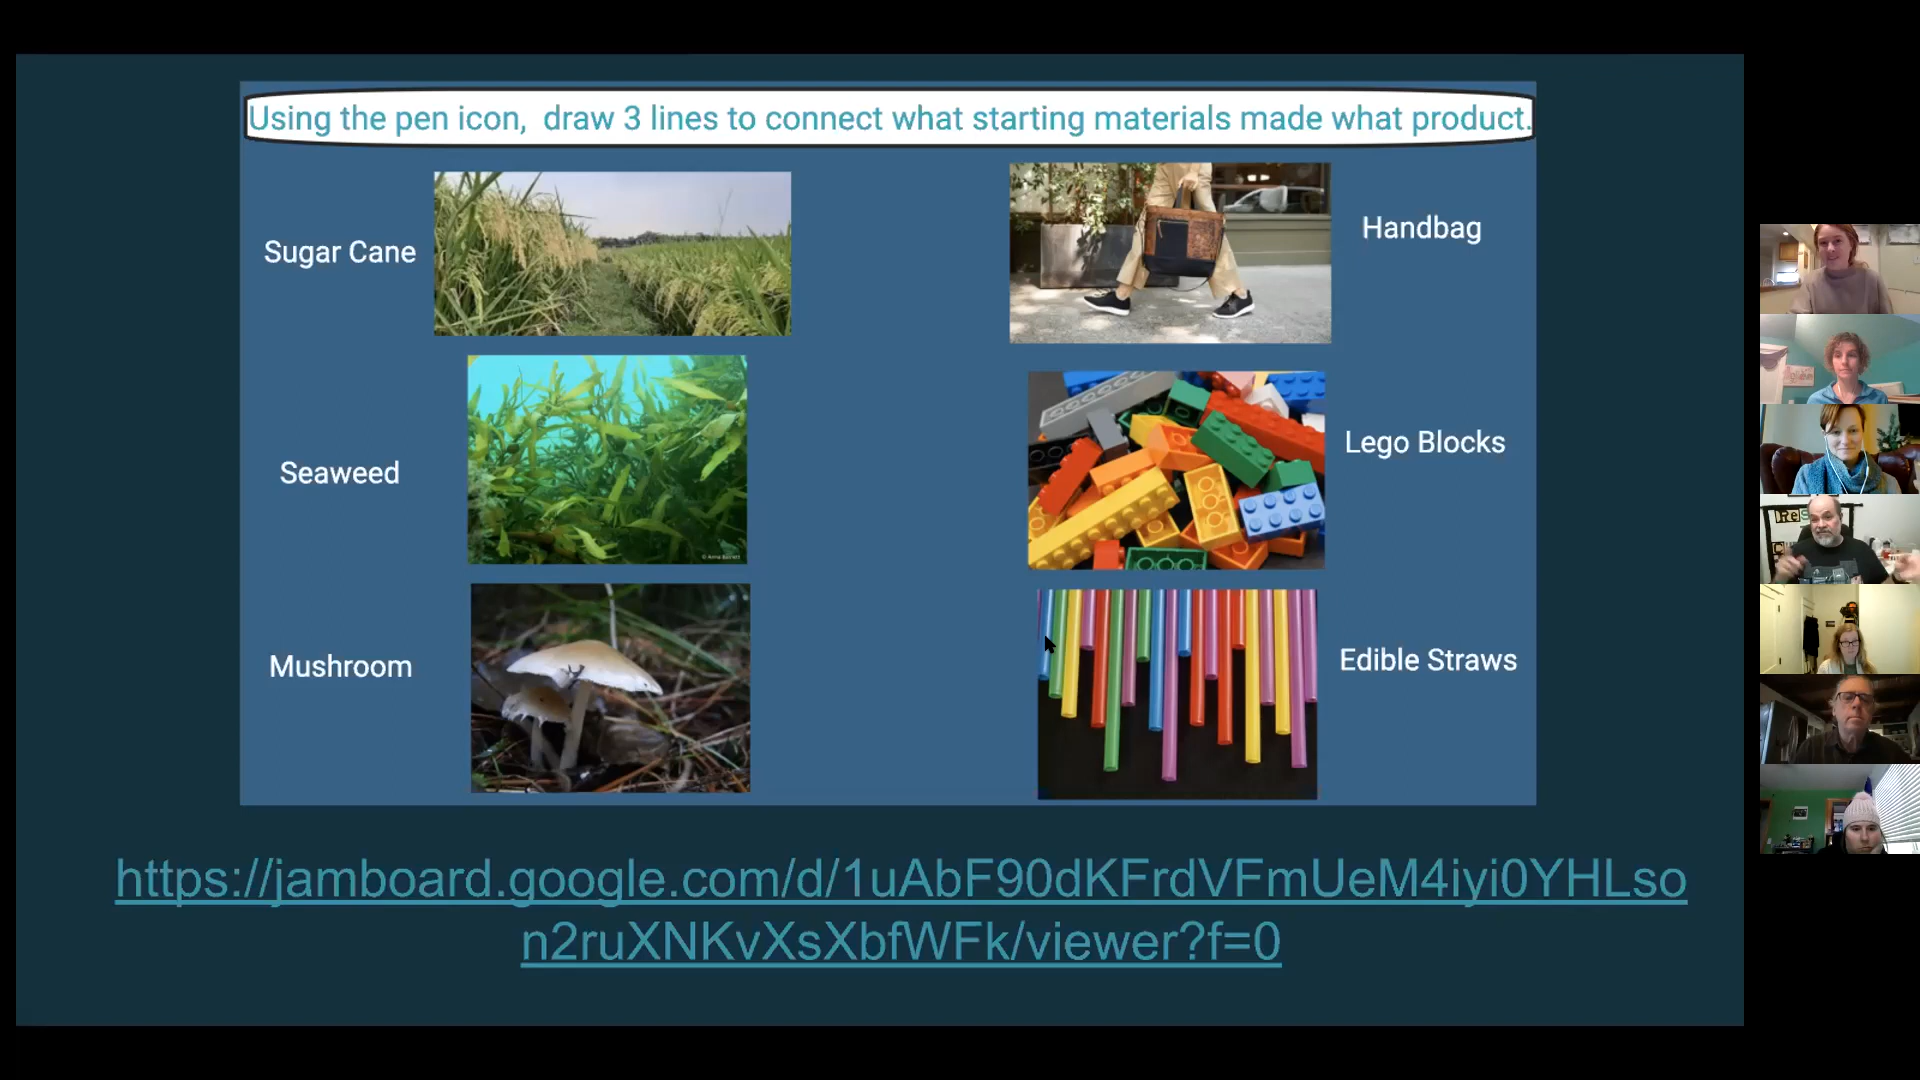 Using the pen icon,  draw 3 lines to connect what starting materials made what product.
Sugar Cane
Handbag
Seaweed
Lego Blocks
Mushroom
Edible Straws
https://jamboard.google.com/d/1uAbF90dKFrdVFmUeM4iyi0YHLso
n2ruXNKvXsXbfWFk/viewer?f=0